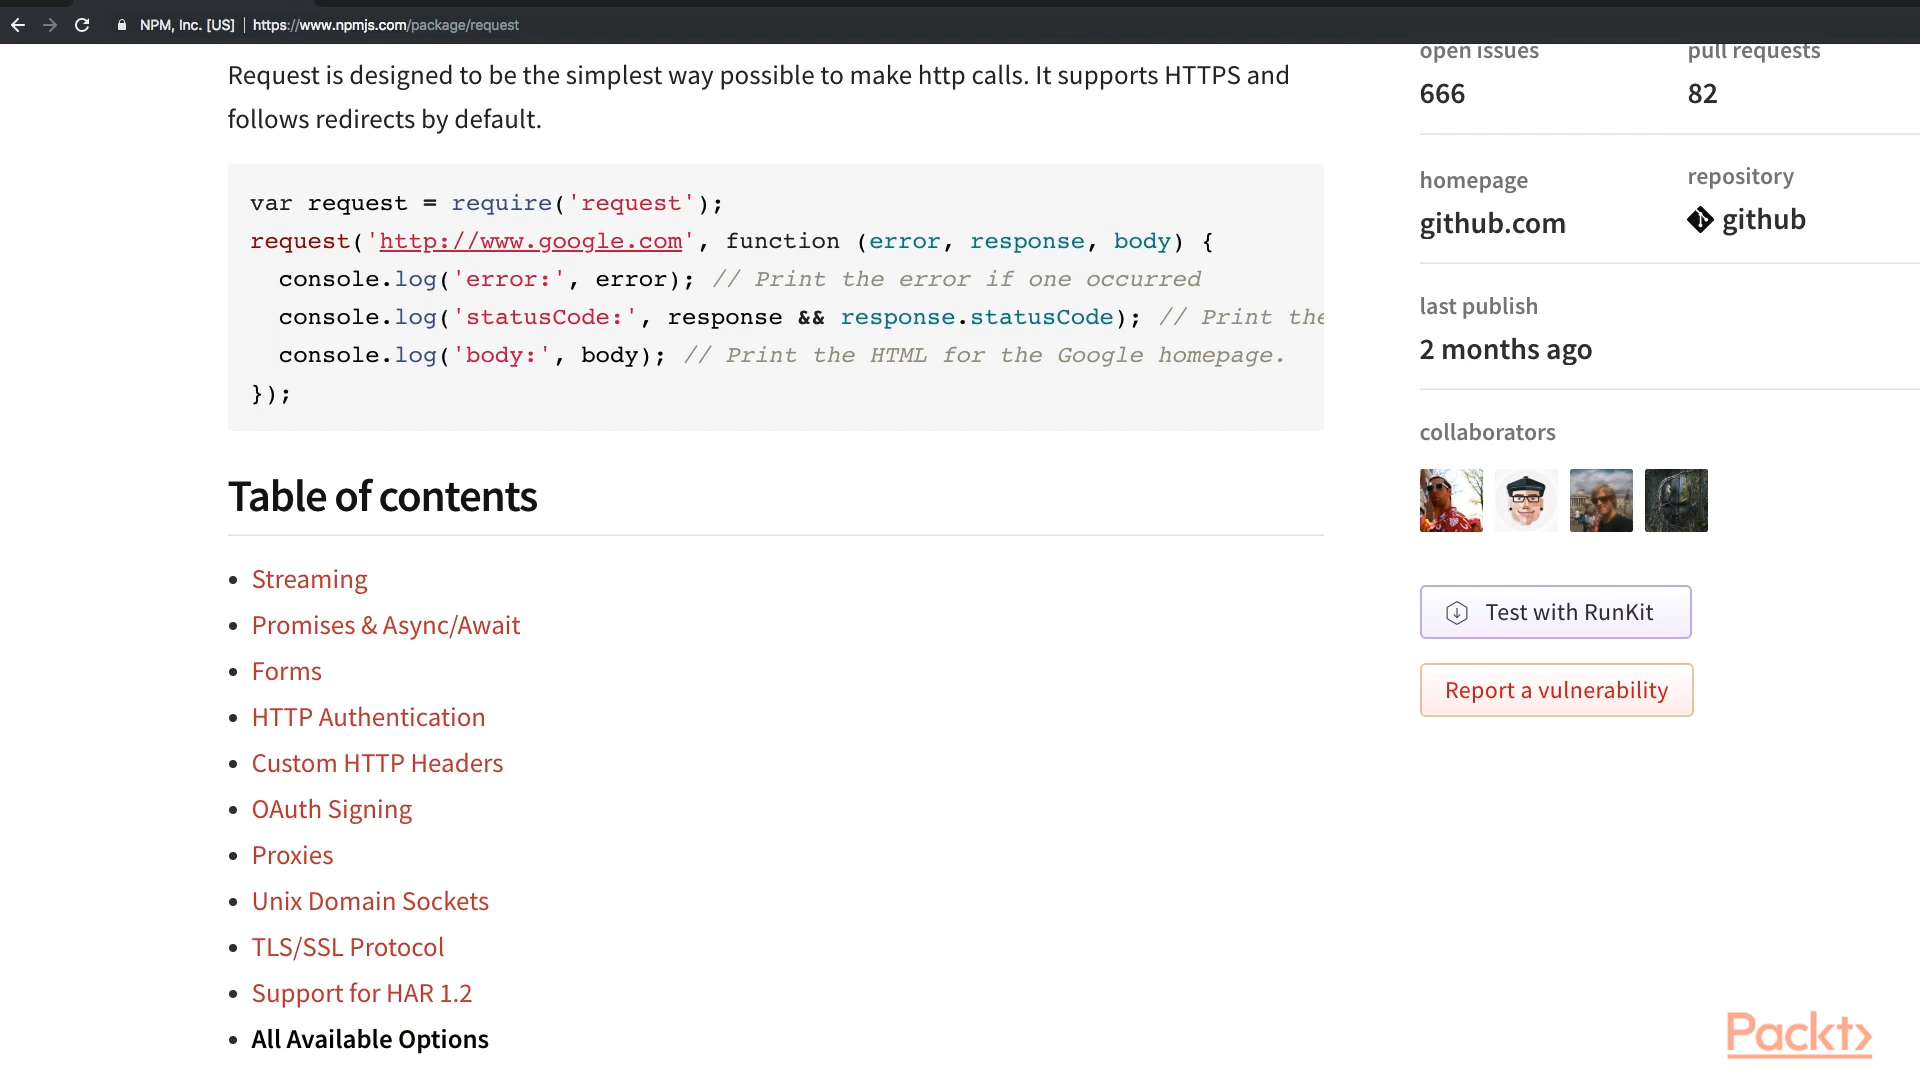 NPM, Inc. [US] | https://www.npmjs.com/package/request
Request is designed to be the simplest way possible to make http calls. It supports HTTPS and
follows redirects by default.
var request = require('request');
request('http://www.google.com', function (error, response, body) {
  console.log('error:', error); // Print the error if one occurred
  console.log('statusCode:', response && response.statusCode); // Print the
  console.log('body:', body); // Print the HTML for the Google homepage.
});
Table of contents
• Streaming
• Promises & Async/Await
• Forms
• HTTP Authentication
• Custom HTTP Headers
• OAuth Signing
• Proxies
• Unix Domain Sockets
• TLS/SSL Protocol
• Support for HAR 1.2
• All Available Options
open issues
666
pull requests
82
homepage
github.com
repository
github
last publish
2 months ago
collaborators
Test with RunKit
Report a vulnerability
Packt>